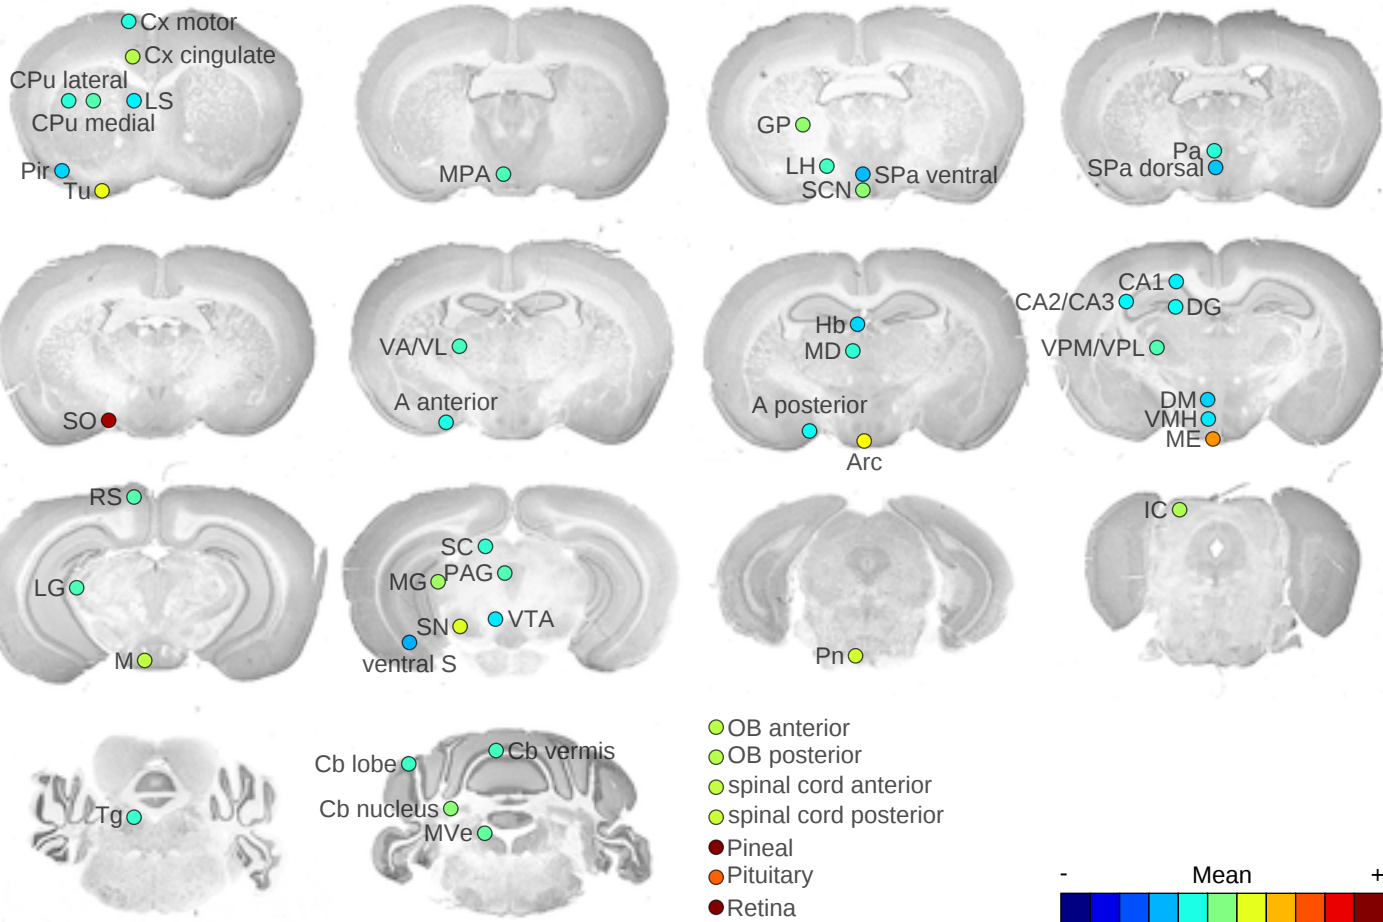 Cx motor
Cx cingulate
CPu lateral
LS
CPu medial
Pir
Tu
MPA
GP
LH
SPa ventral
SCN
Pa
SPa dorsal
SO
VA/VL
A anterior
Hb
MD
A posterior
Arc
CA1
CA2/CA3
DG
VPM/VPL
DM
VMH
ME
RS
LG
M
SC
MG
PAG
SN
VTA
ventral S
Pn
IC
Tg
Cb lobe
Cb vermis
Cb nucleus
MVe
OB anterior
OB posterior
spinal cord anterior
spinal cord posterior
Pineal
Pituitary
Retina
- Mean +